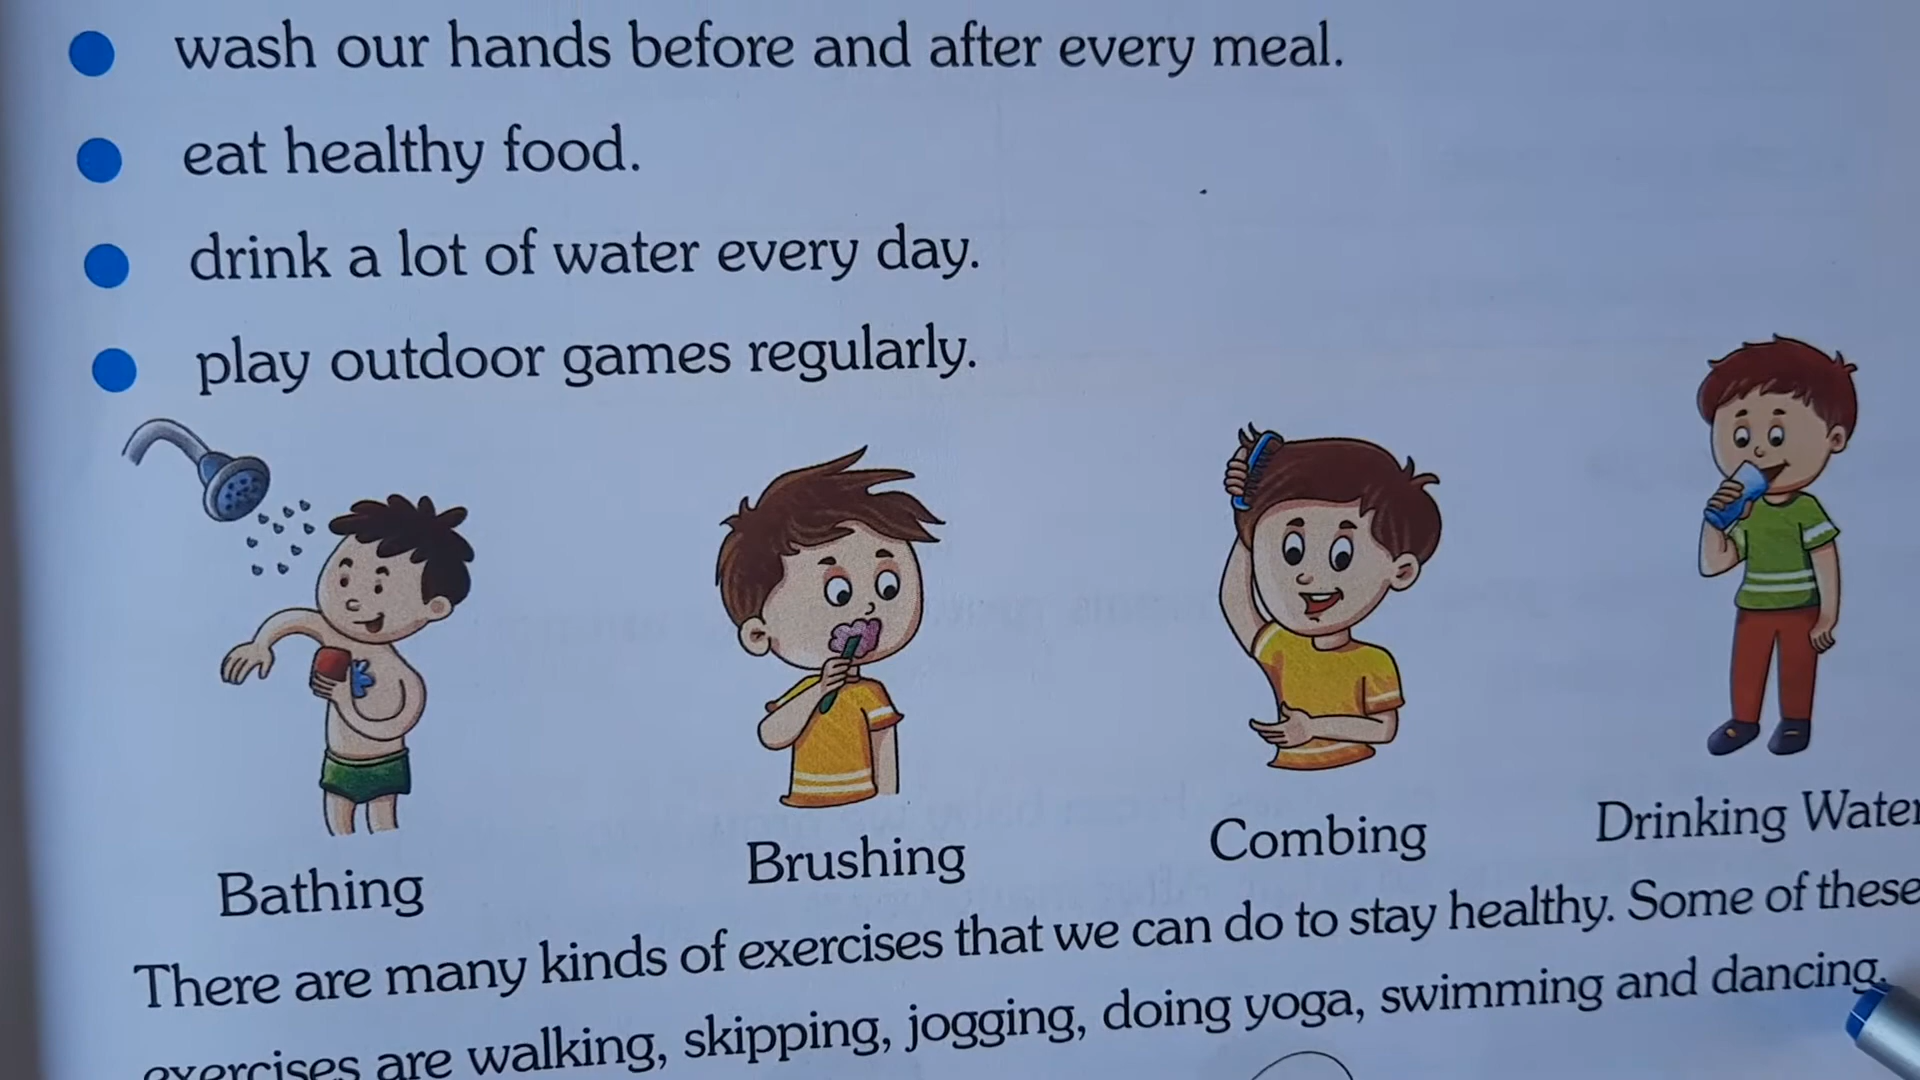 wash our hands before and after every meal.
eat healthy food.
drink a lot of water every day.
play outdoor games regularly.
Bathing
Brushing
Combing
Drinking Water
There are many kinds of exercises that we can do to stay healthy. Some of these
exercises are walking, skipping, jogging, doing yoga, swimming and dancing.